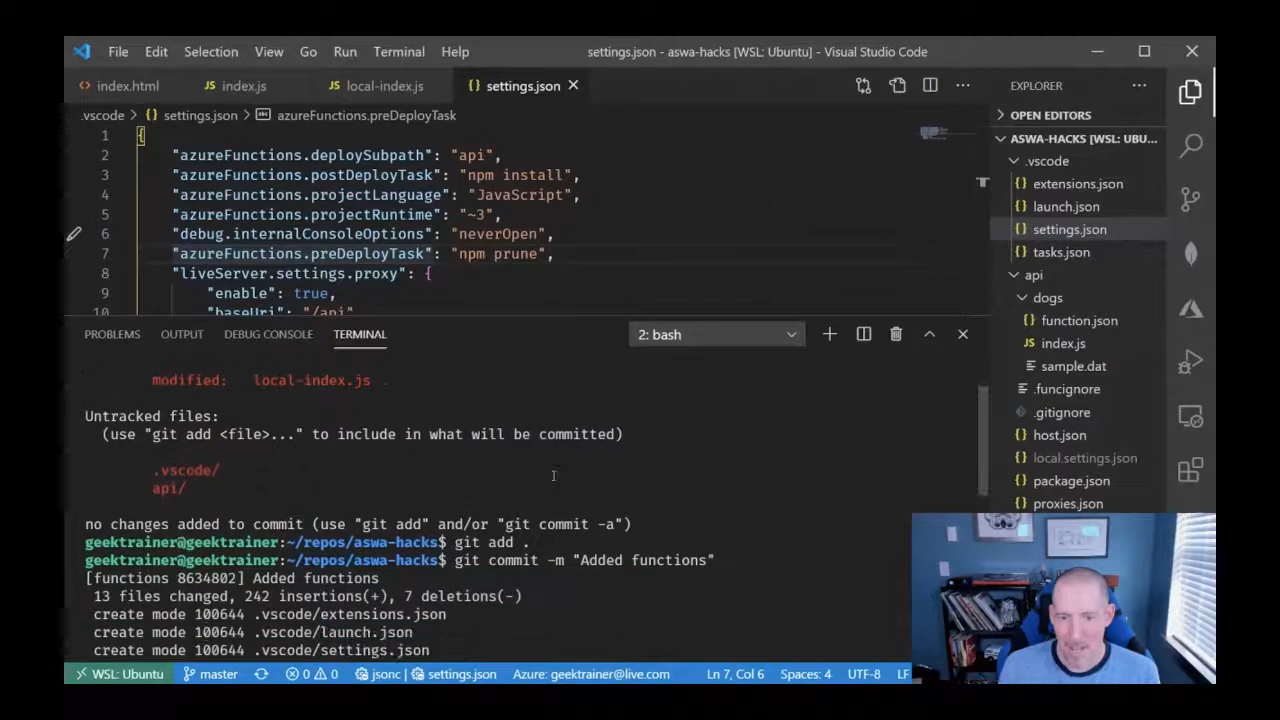 File Edit Selection View Go Run Terminal Help settings.json - aswa-hacks [WSL: Ubuntu] - Visual Studio Code
index.html JS index.js JS local-index.js {} settings.json
.vscode > {} settings.json > azureFunctions.preDeployTask
1 {
2 "azureFunctions.deploySubpath": "api",
3 "azureFunctions.postDeployTask": "npm install",
4 "azureFunctions.projectLanguage": "JavaScript",
5 "azureFunctions.projectRuntime": "~3",
6 "debug.internalConsoleOptions": "neverOpen",
7 "azureFunctions.preDeployTask": "npm prune",
8 "liveServer.settings.proxy": {
9 "enable": true,
10 "baseUri": "/api"
PROBLEMS OUTPUT DEBUG CONSOLE TERMINAL 2: bash
modified: local-index.js
Untracked files:
(use "git add <file>..." to include in what will be committed)
.vscode/
api/
no changes added to commit (use "git add" and/or "git commit -a")
geektrainer@geektrainer:~/repos/aswa-hacks$ git add .
geektrainer@geektrainer:~/repos/aswa-hacks$ git commit -m "Added functions"
[functions 8634802] Added functions
13 files changed, 242 insertions(+), 7 deletions(-)
create mode 100644 .vscode/extensions.json
create mode 100644 .vscode/launch.json
create mode 100644 .vscode/settings.json
EXPLORER
OPEN EDITORS
ASWA-HACKS [WSL: UBU...
.vscode
{} extensions.json
{} launch.json
{} settings.json
{} tasks.json
api
dogs
{} function.json
JS index.js
sample.dat
{} .funcignore
.gitignore
{} host.json
{} local.settings.json
{} package.json
{} proxies.json
WSL: Ubuntu master 0 0 jsonc | settings.json Azure: geektrainer@live.com Ln 7, Col 6 Spaces: 4 UTF-8 LF